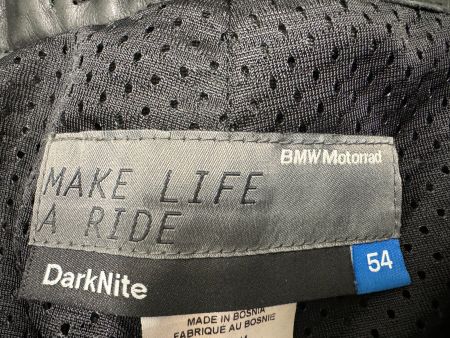 BMW Motorrad
MAKE LIFE
A RIDE
DarkNite
54
MADE IN BOSNIA
FABRIQUE AU BOSNIE